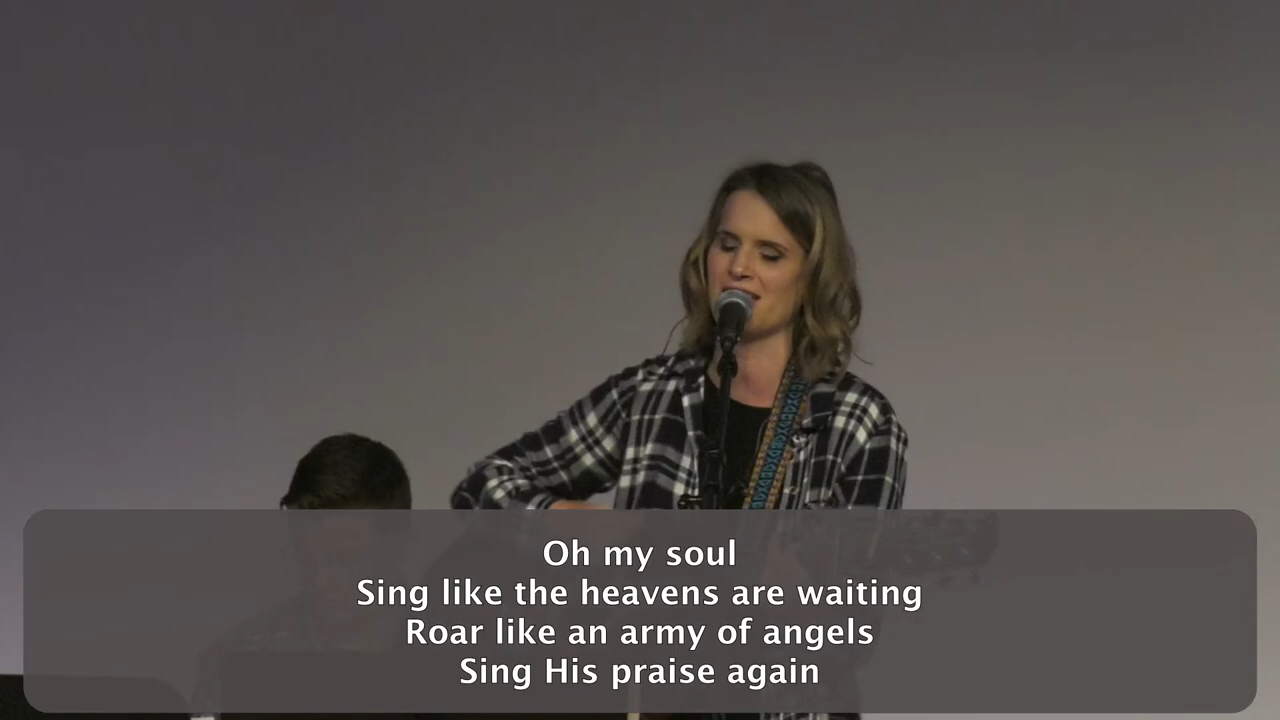 Oh my soul
Sing like the heavens are waiting
Roar like an army of angels
Sing His praise again